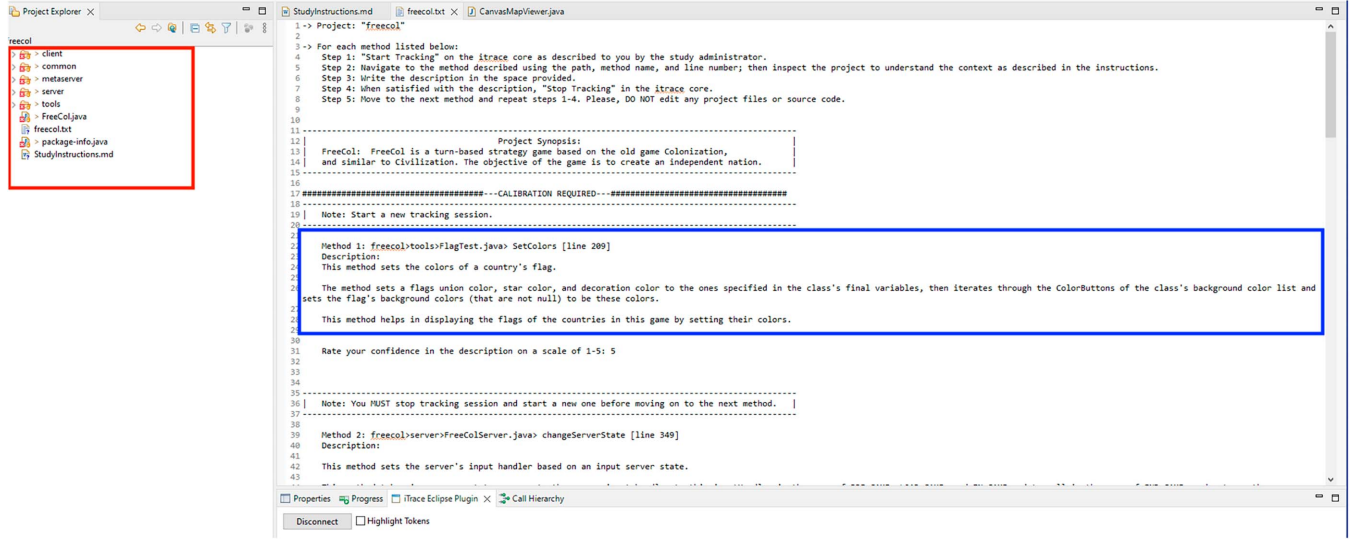 Project Explorer
freecol
> client
> common
> metaserver
> server
> tools
> FreeCol.java
freecol.txt
> package-info.java
StudyInstructions.md
StudyInstructions.md freecol.txt CanvasMapViewer.java
1 -> Project: "freecol"
2
3 -> For each method listed below:
4 Step 1: "Start Tracking" on the itrace core as described to you by the study administrator.
5 Step 2: Navigate to the method described using the path, method name, and line number; then inspect the project to understand the context as described in the instructions.
6 Step 3: Write the description in the space provided.
7 Step 4: When satisfied with the description, "Stop Tracking" in the itrace core.
8 Step 5: Move to the next method and repeat steps 1-4. Please, DO NOT edit any project files or source code.
9
10
11 ----------------------------------------------------------------------------------------------------
12 | Project Synopsis: |
13 | FreeCol: FreeCol is a turn-based strategy game based on the old game Colonization, |
14 | and similar to Civilization. The objective of the game is to create an independent nation. |
15 ----------------------------------------------------------------------------------------------------
16
17 #####################################---CALIBRATION REQUIRED---####################################
18 ----------------------------------------------------------------------------------------------------
19 | Note: Start a new tracking session.
20 ----------------------------------------------------------------------------------------------------
21
22 Method 1: freecol>tools>FlagTest.java> SetColors [line 209]
23 Description:
24 This method sets the colors of a country's flag.
25
26 The method sets a flags union color, star color, and decoration color to the ones specified in the class's final variables, then iterates through the ColorButtons of the class's background color list and
sets the flag's background colors (that are not null) to be these colors.
27
28 This method helps in displaying the flags of the countries in this game by setting their colors.
29
30
31 Rate your confidence in the description on a scale of 1-5: 5
32
33
34
35 ----------------------------------------------------------------------------------------------------
36 | Note: You MUST stop tracking session and start a new one before moving on to the next method. |
37 ----------------------------------------------------------------------------------------------------
38
39 Method 2: freecol>server>FreeColServer.java> changeServerState [line 349]
40 Description:
41
42 This method sets the server's input handler based on an input server state.
43
Properties Progress iTrace Eclipse Plugin Call Hierarchy
Disconnect Highlight Tokens